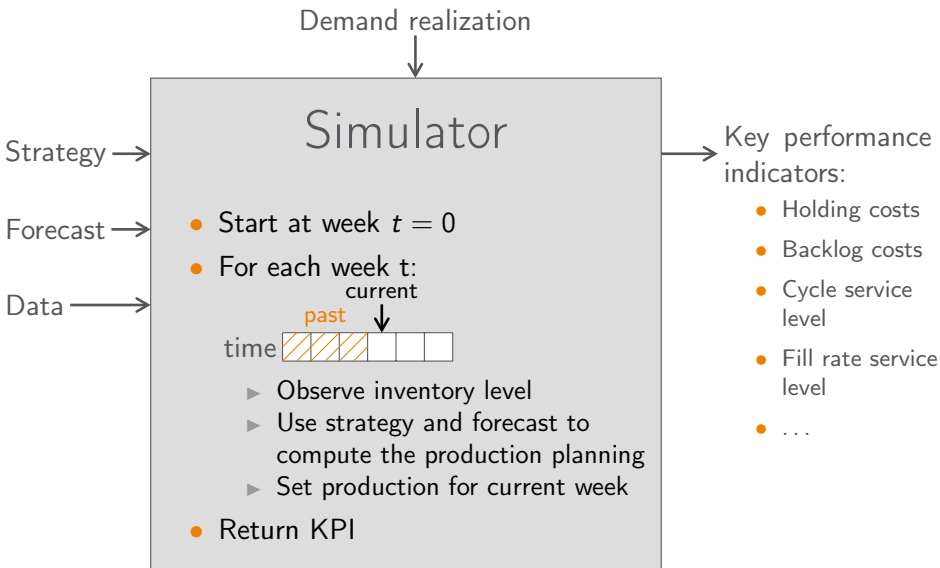 Demand realization
Simulator
Strategy
Forecast
Data
• Start at week t = 0
• For each week t:
current
past
time
► Observe inventory level
► Use strategy and forecast to
compute the production planning
► Set production for current week
• Return KPI
Key performance
indicators:
• Holding costs
• Backlog costs
• Cycle service
level
• Fill rate service
level
• ...